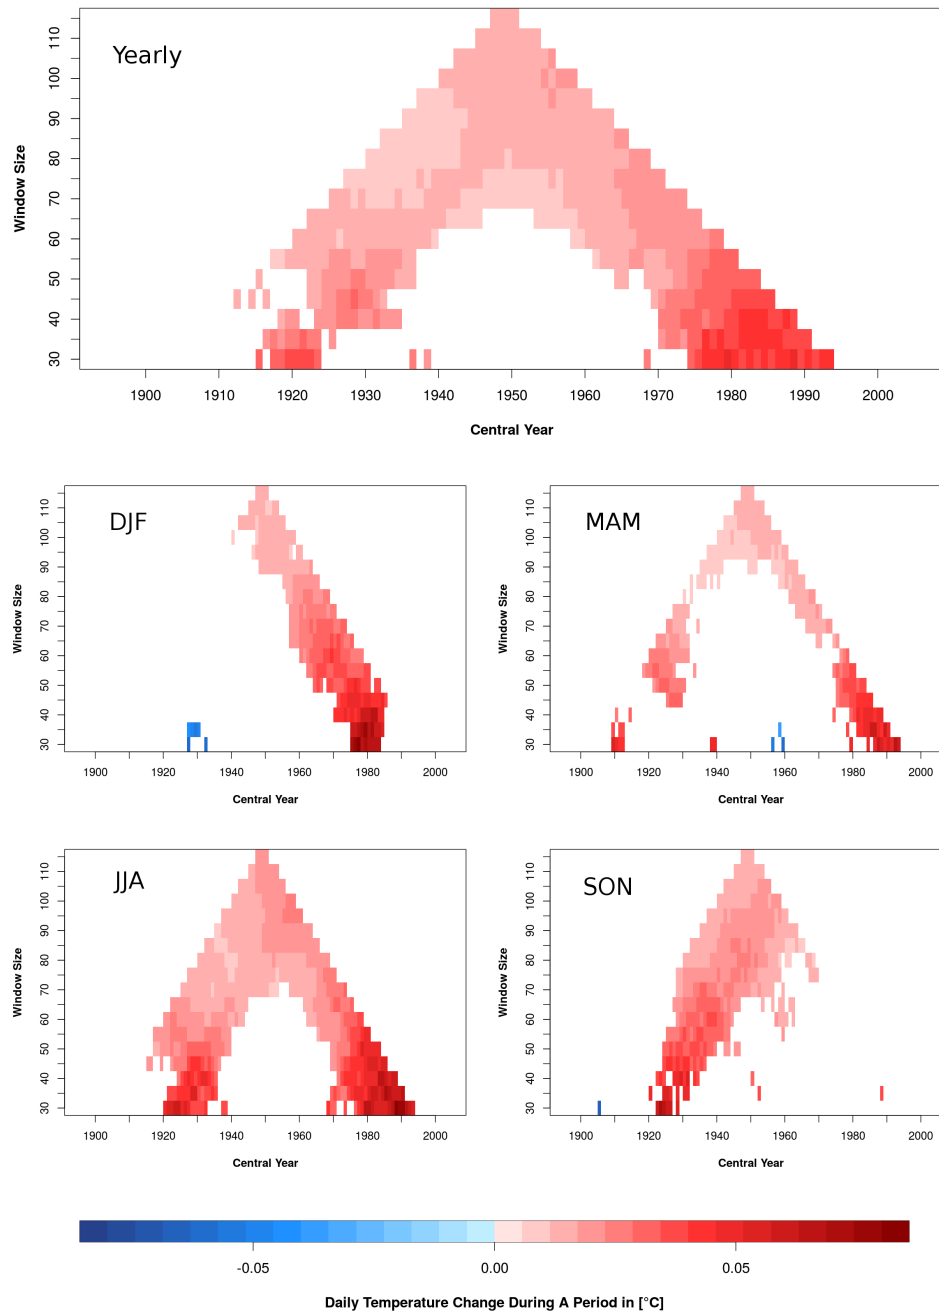 Yearly
Window Size
110
100
90
80
70
60
50
40
30
1900 1910 1920 1930 1940 1950 1960 1970 1980 1990 2000
Central Year
DJF
Window Size
110
100
90
80
70
60
50
40
30
1900 1920 1940 1960 1980 2000
Central Year
MAM
Window Size
110
100
90
80
70
60
50
40
30
1900 1920 1940 1960 1980 2000
Central Year
JJA
Window Size
110
100
90
80
70
60
50
40
30
1900 1920 1940 1960 1980 2000
Central Year
SON
Window Size
110
100
90
80
70
60
50
40
30
1900 1920 1940 1960 1980 2000
Central Year
-0.05 0.00 0.05
Daily Temperature Change During A Period in [°C]